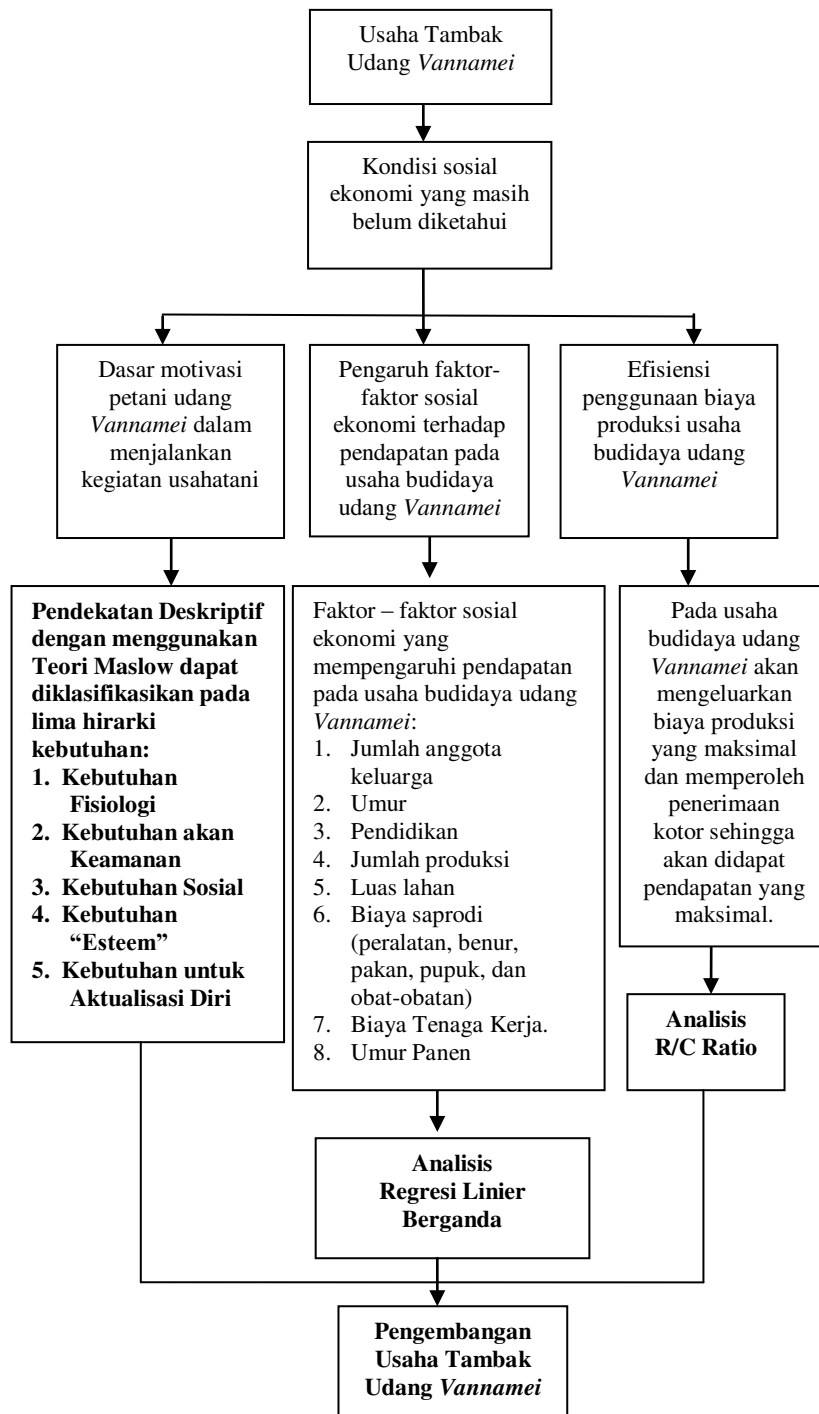 Usaha Tambak
Udang Vannamei
Kondisi sosial
ekonomi yang masih
belum diketahui
Dasar motivasi
petani udang
Vannamei dalam
menjalankan
kegiatan usahatani
Pengaruh faktor-
faktor sosial
ekonomi terhadap
pendapatan pada
usaha budidaya
udang Vannamei
Efisiensi
penggunaan biaya
produksi usaha
budidaya udang
Vannamei
Pendekatan Deskriptif
dengan menggunakan
Teori Maslow dapat
diklasifikasikan pada
lima hirarki
kebutuhan:
1. Kebutuhan
Fisiologi
2. Kebutuhan akan
Keamanan
3. Kebutuhan Sosial
4. Kebutuhan
“Esteem”
5. Kebutuhan untuk
Aktualisasi Diri
Faktor – faktor sosial
ekonomi yang
mempengaruhi pendapatan
pada usaha budidaya udang
Vannamei:
1. Jumlah anggota
keluarga
2. Umur
3. Pendidikan
4. Jumlah produksi
5. Luas lahan
6. Biaya saprodi
(peralatan, benur,
pakan, pupuk, dan
obat-obatan)
7. Biaya Tenaga Kerja.
8. Umur Panen
Pada usaha
budidaya udang
Vannamei akan
mengeluarkan
biaya produksi
yang maksimal
dan memperoleh
penerimaan
kotor sehingga
akan didapat
pendapatan yang
maksimal.
Analisis
R/C Ratio
Analisis
Regresi Linier
Berganda
Pengembangan
Usaha Tambak
Udang Vannamei